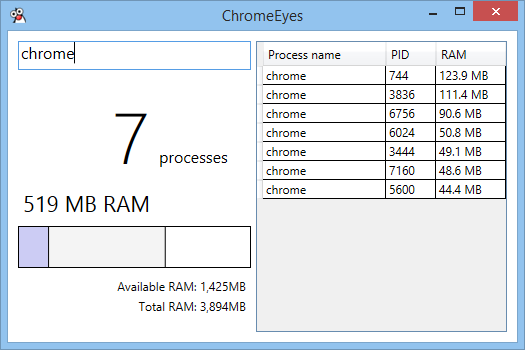 ChromeEyes
chrome
7 processes
519 MB RAM
Available RAM: 1,425MB
Total RAM: 3,894MB
Process name PID RAM
chrome 744 123.9 MB
chrome 3836 111.4 MB
chrome 6756 90.6 MB
chrome 6024 50.8 MB
chrome 3444 49.1 MB
chrome 7160 48.6 MB
chrome 5600 44.4 MB